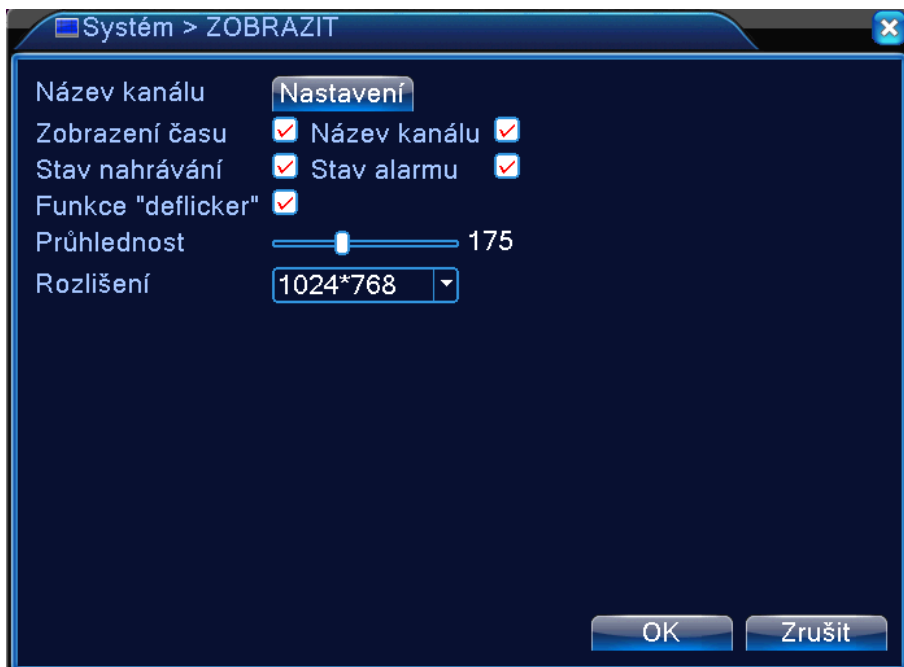 Systém > ZOBRAZIT
Název kanálu Nastavení
Zobrazení času Název kanálu
Stav nahrávání Stav alarmu
Funkce "deflicker"
Průhlednost 175
Rozlišení 1024*768
OK Zrušit